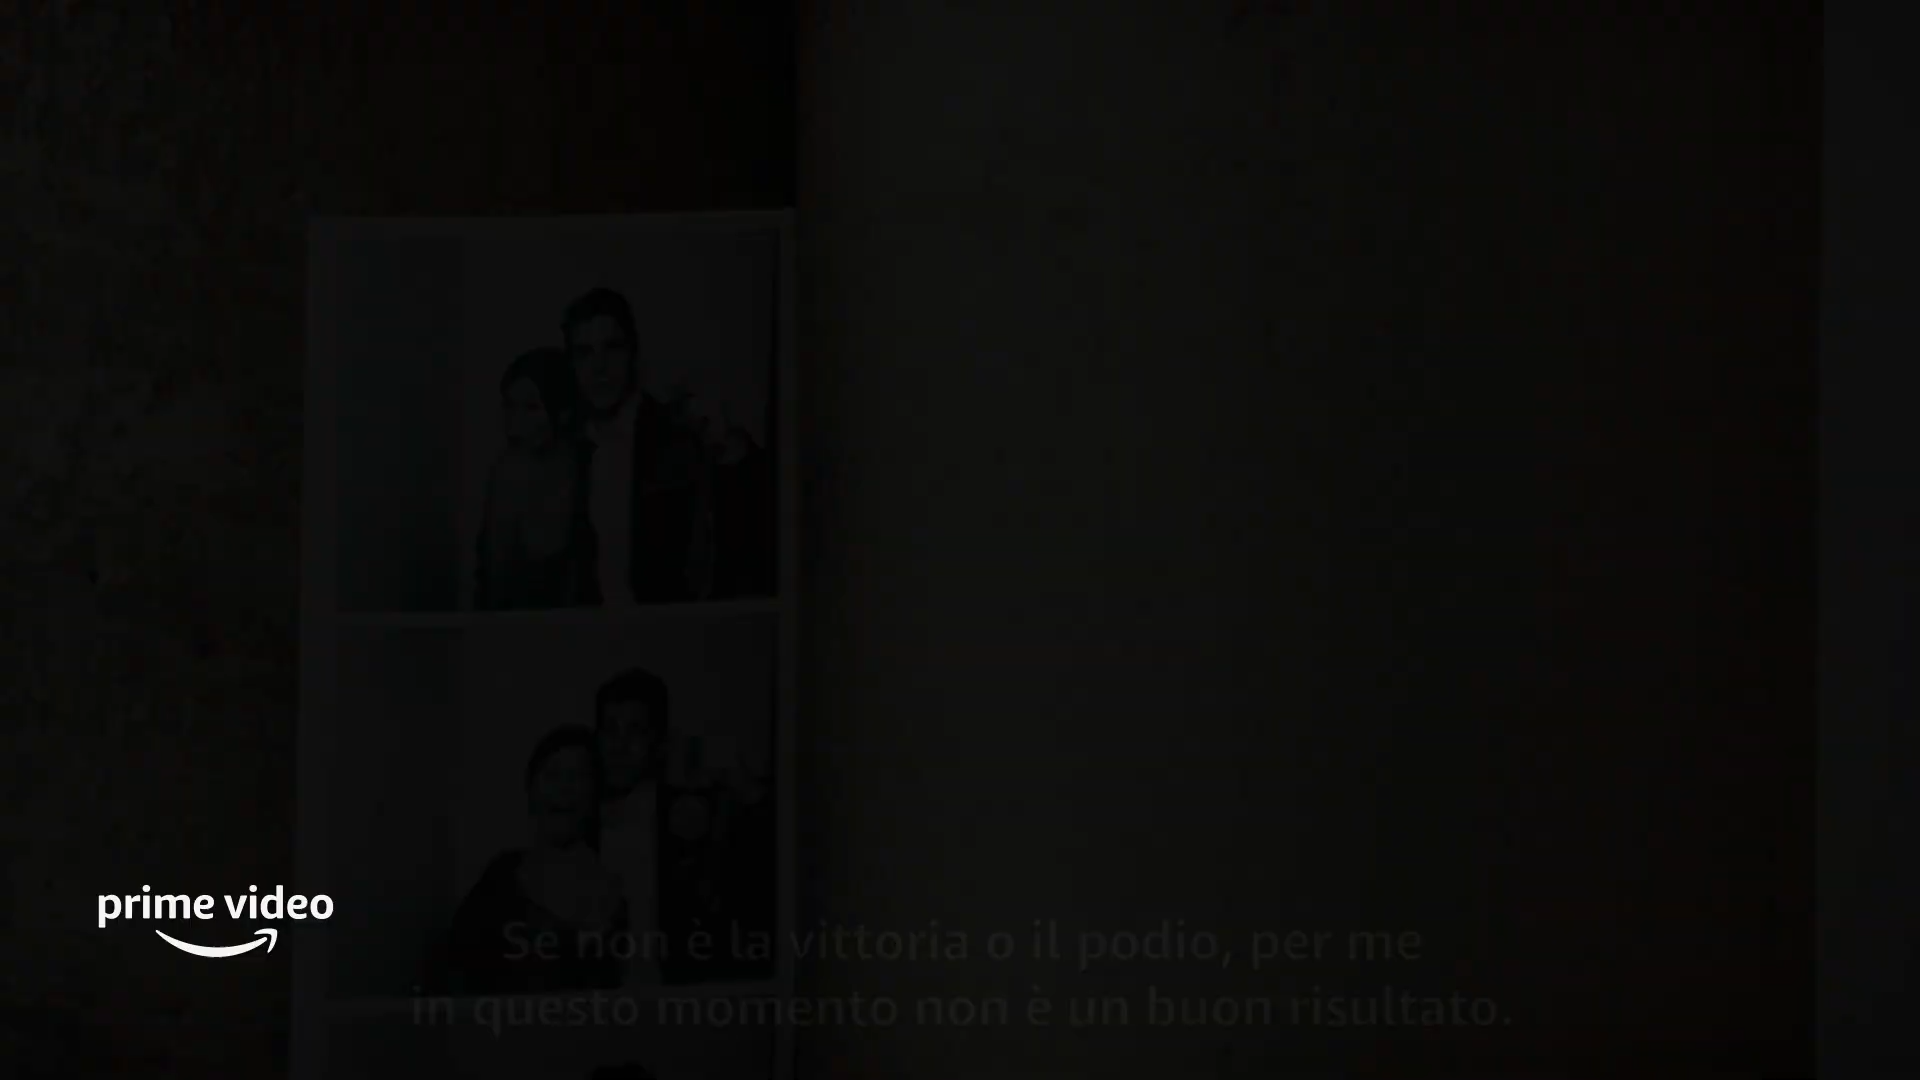 prime video
Se non è la vittoria o il podio, per me
in questo momento non è un buon risultato.